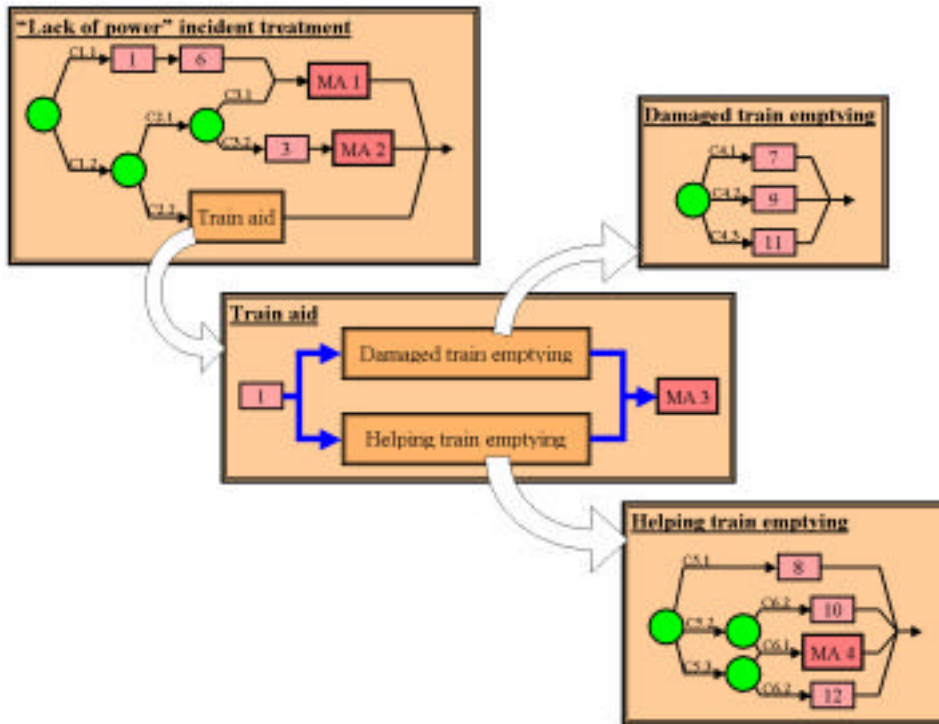 “Lack of power” incident treatment
C1.1
1
6
C3.1
MA 1
C2.1
C3.2
3
MA 2
C1.2
C2.2
Train aid
Damaged train emptying
C4.1
7
C4.2
9
C4.3
11
Train aid
Damaged train emptying
1
MA 3
Helping train emptying
Helping train emptying
C5.1
8
C6.2
10
C5.2
C6.1
MA 4
C5.3
C6.2
12